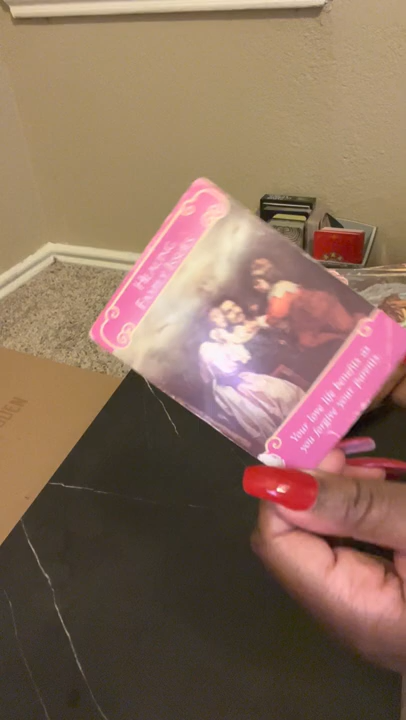 HEALING
FAMILY ISSUES
Your love life benefits as
you forgive your parents.